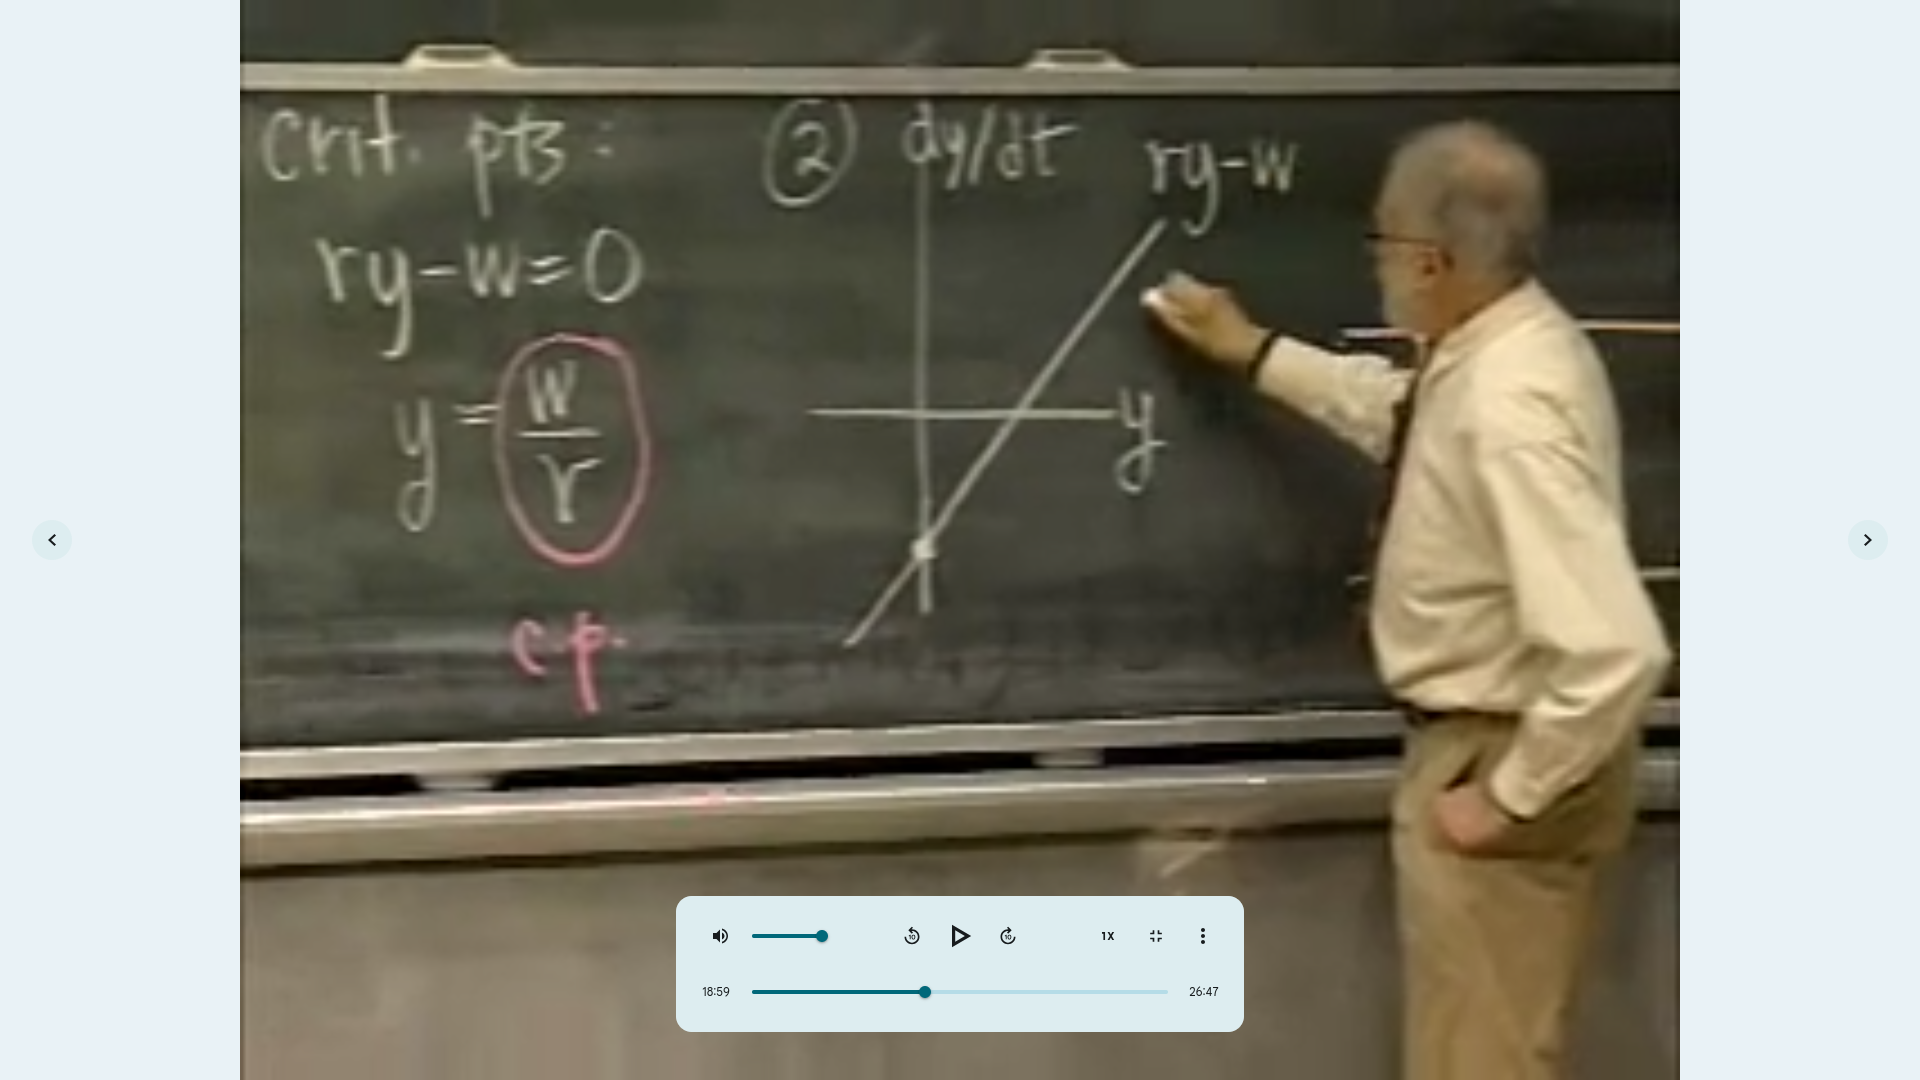 Crit. pts:
ry-w=0
y = w/r
c.p.
② dy/dt
ry-w
y
1X
18:59
26:47